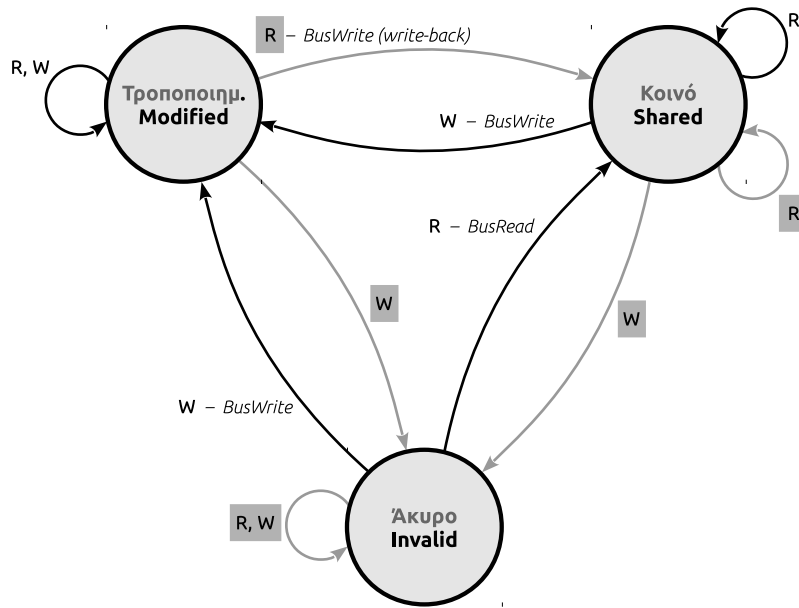 R – BusWrite (write-back)
R
R, W
Τροποποιημ.
Modified
Κοινό
Shared
W – BusWrite
R
R – BusRead
W
W
W – BusWrite
R, W
Άκυρο
Invalid